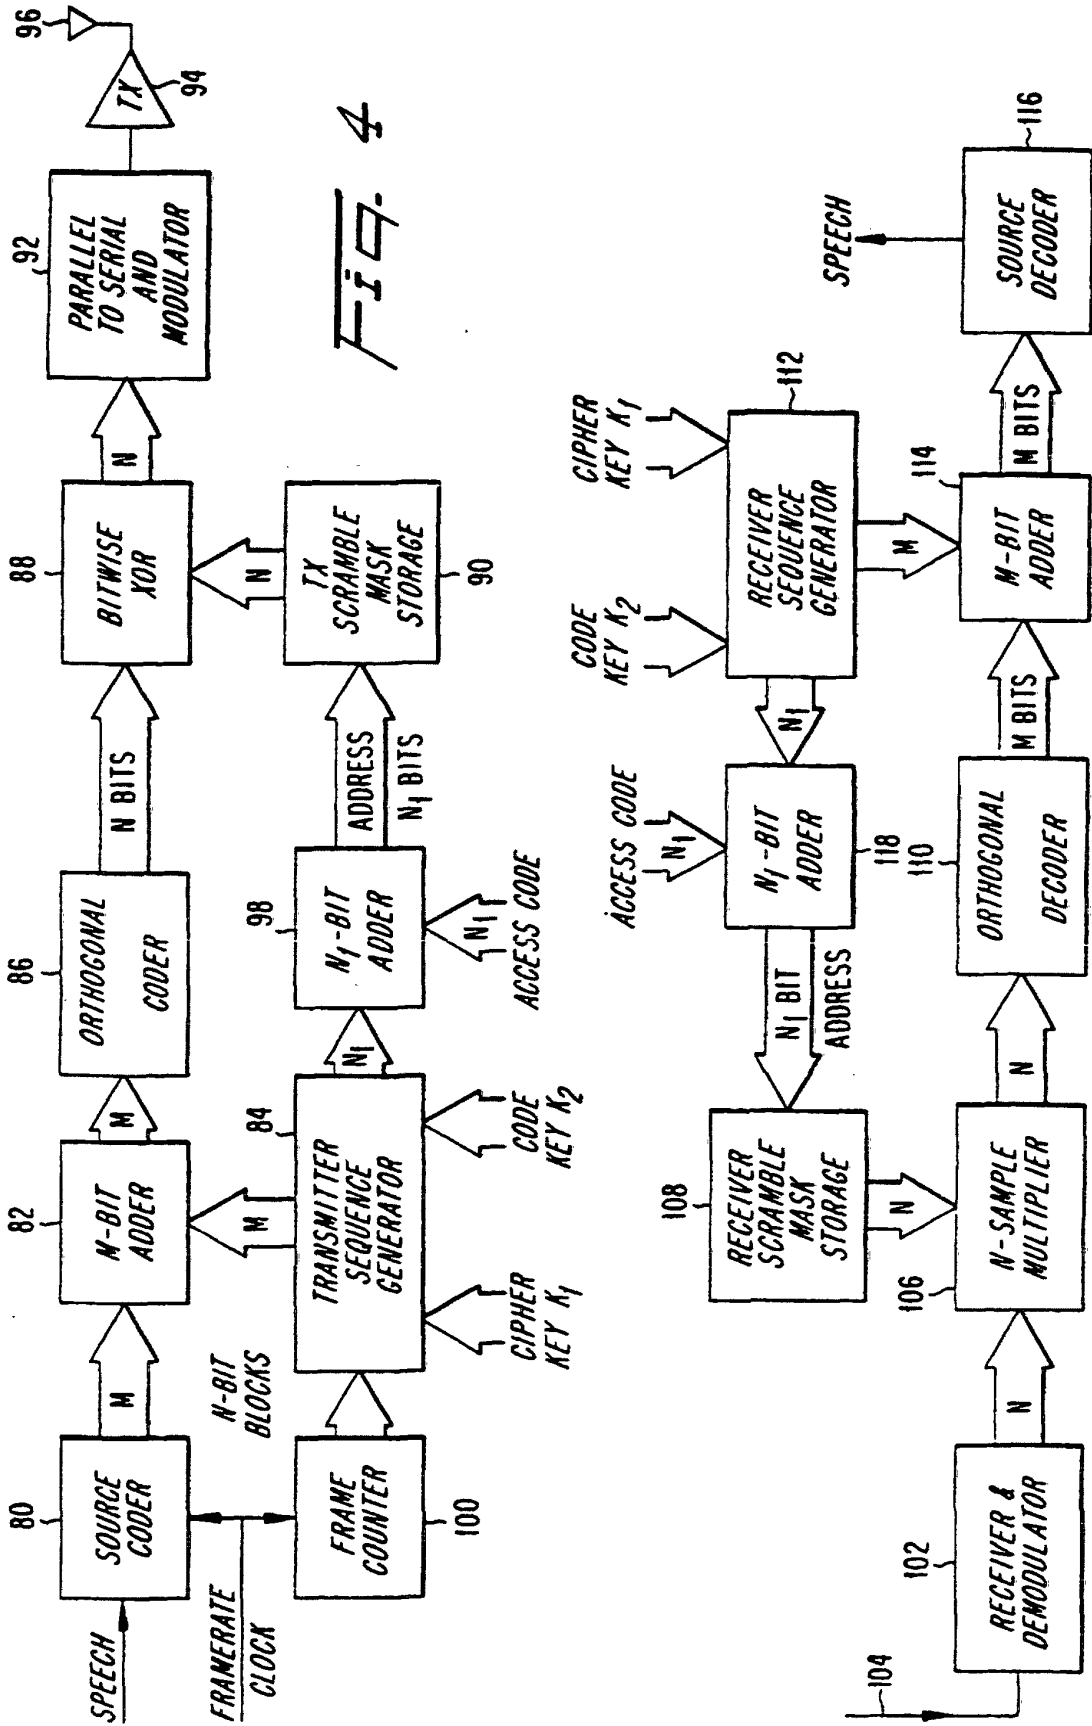 SPEECH
80
SOURCE
CODER
M
82
M-BIT
ADDER
M
86
ORTHOGONAL
CODER
N BITS
88
BITWISE
XOR
N
92
PARALLEL
TO SERIAL
AND
MODULATOR
TX
94
96
FRAMERATE
CLOCK
N-BIT
BLOCKS
FRAME
COUNTER
100
84
TRANSMITTER
SEQUENCE
GENERATOR
M
CIPHER
KEY K1
CODE
KEY K2
N1
98
N1-BIT
ADDER
N1
ACCESS CODE
ADDRESS
N1 BITS
TX
SCRAMBLE
MASK
STORAGE
90
N
Fig. 4
104
102
RECEIVER &
DEMODULATOR
N
106
N-SAMPLE
MULTIPLIER
N
108
RECEIVER
SCRAMBLE
MASK
STORAGE
N
N1 BIT
ADDRESS
ACCESS CODE
N1
N1-BIT
ADDER
118
N1
CODE
KEY K2
CIPHER
KEY K1
112
RECEIVER
SEQUENCE
GENERATOR
M
110
ORTHOGONAL
DECODER
M BITS
114
M-BIT
ADDER
M BITS
SPEECH
SOURCE
DECODER
116